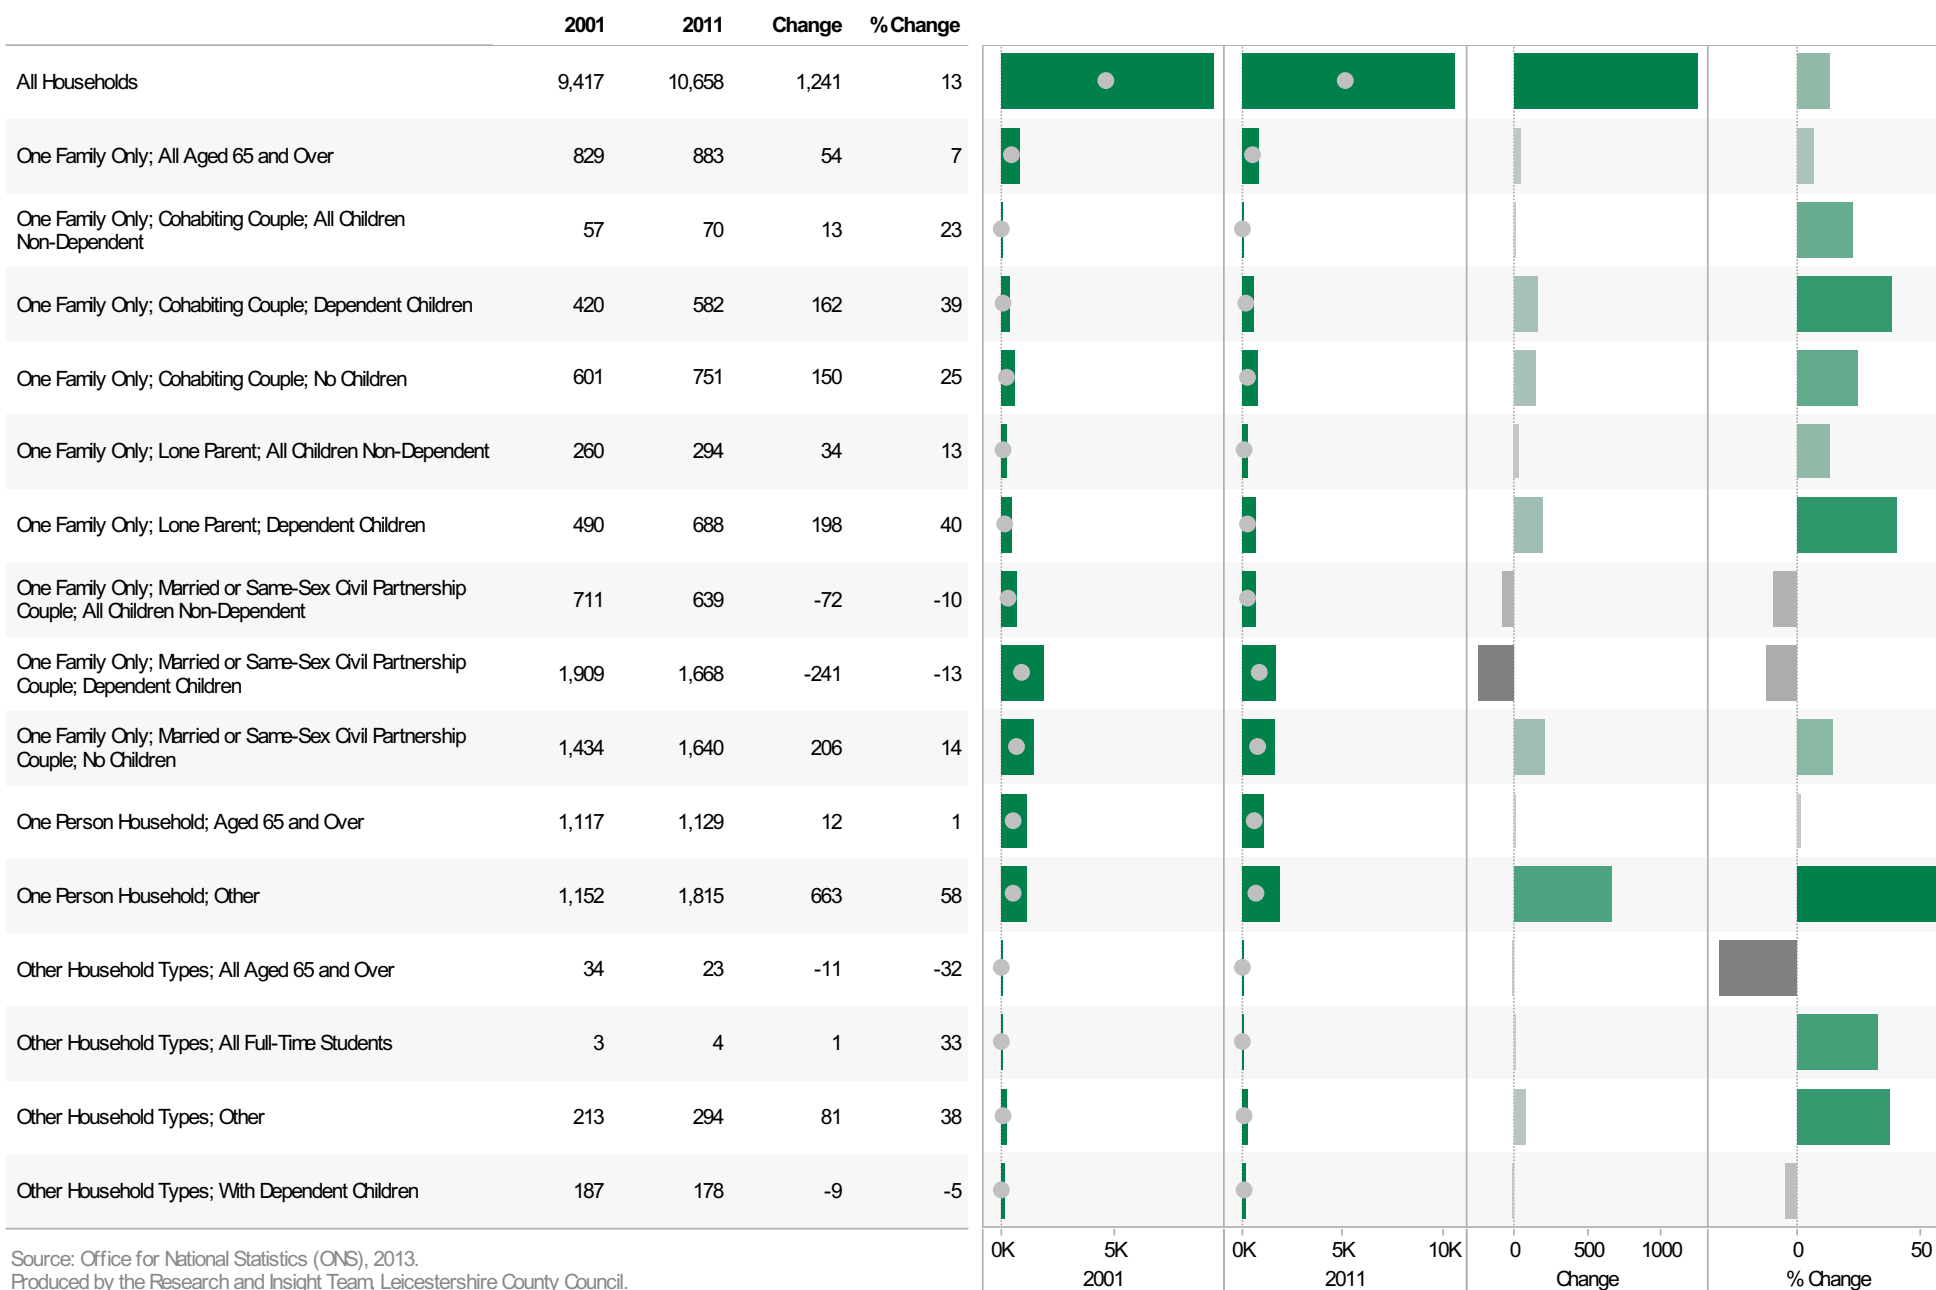 2001 2011 Change % Change
All Households 9,417 10,658 1,241 13
One Family Only; All Aged 65 and Over 829 883 54 7
One Family Only; Cohabiting Couple; All Children
Non-Dependent 57 70 13 23
One Family Only; Cohabiting Couple; Dependent Children 420 582 162 39
One Family Only; Cohabiting Couple; No Children 601 751 150 25
One Family Only; Lone Parent; All Children Non-Dependent 260 294 34 13
One Family Only; Lone Parent; Dependent Children 490 688 198 40
One Family Only; Married or Same-Sex Civil Partnership
Couple; All Children Non-Dependent 711 639 -72 -10
One Family Only; Married or Same-Sex Civil Partnership
Couple; Dependent Children 1,909 1,668 -241 -13
One Family Only; Married or Same-Sex Civil Partnership
Couple; No Children 1,434 1,640 206 14
One Person Household; Aged 65 and Over 1,117 1,129 12 1
One Person Household; Other 1,152 1,815 663 58
Other Household Types; All Aged 65 and Over 34 23 -11 -32
Other Household Types; All Full-Time Students 3 4 1 33
Other Household Types; Other 213 294 81 38
Other Household Types; With Dependent Children 187 178 -9 -5
0K 5K 0K 5K 10K 0 500 1000 0 50
2001 2011 Change % Change
Source: Office for National Statistics (ONS), 2013.
Produced by the Research and Insight Team, Leicestershire County Council.